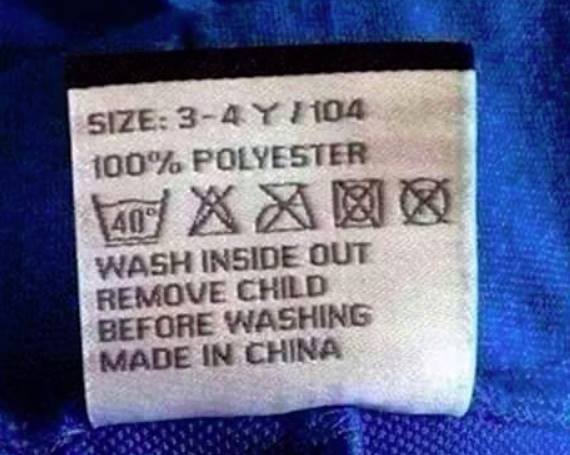 SIZE: 3-4 Y / 104
100% POLYESTER
40°
WASH INSIDE OUT
REMOVE CHILD
BEFORE WASHING
MADE IN CHINA